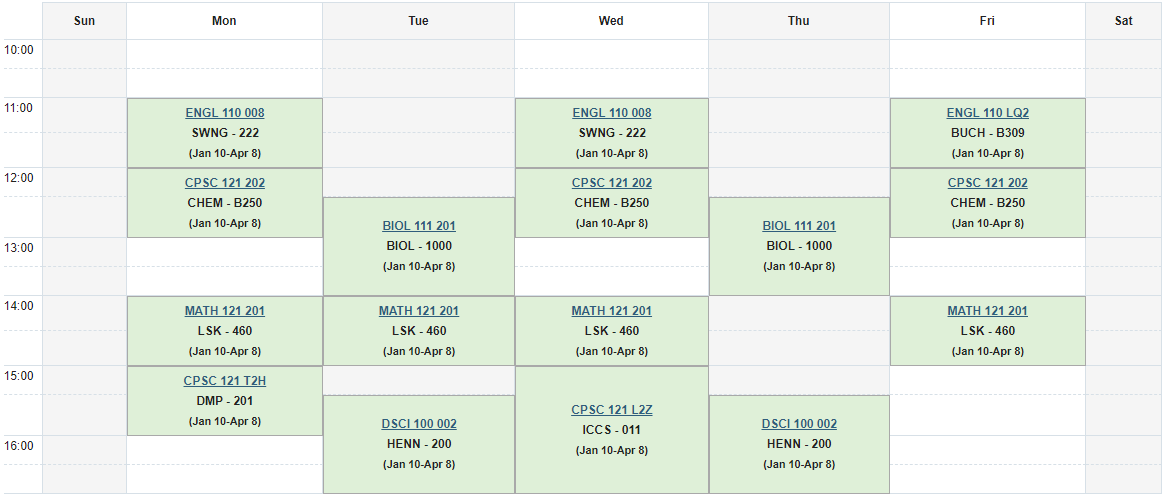 Sun Mon Tue Wed Thu Fri Sat
10:00
11:00
ENGL 110 008
SWNG - 222
(Jan 10-Apr 8)
ENGL 110 008
SWNG - 222
(Jan 10-Apr 8)
ENGL 110 LQ2
BUCH - B309
(Jan 10-Apr 8)
12:00
CPSC 121 202
CHEM - B250
(Jan 10-Apr 8)
BIOL 111 201
BIOL - 1000
(Jan 10-Apr 8)
CPSC 121 202
CHEM - B250
(Jan 10-Apr 8)
BIOL 111 201
BIOL - 1000
(Jan 10-Apr 8)
CPSC 121 202
CHEM - B250
(Jan 10-Apr 8)
13:00
14:00
MATH 121 201
LSK - 460
(Jan 10-Apr 8)
MATH 121 201
LSK - 460
(Jan 10-Apr 8)
MATH 121 201
LSK - 460
(Jan 10-Apr 8)
MATH 121 201
LSK - 460
(Jan 10-Apr 8)
15:00
CPSC 121 T2H
DMP - 201
(Jan 10-Apr 8)
DSCI 100 002
HENN - 200
(Jan 10-Apr 8)
CPSC 121 L2Z
ICCS - 011
(Jan 10-Apr 8)
DSCI 100 002
HENN - 200
(Jan 10-Apr 8)
16:00